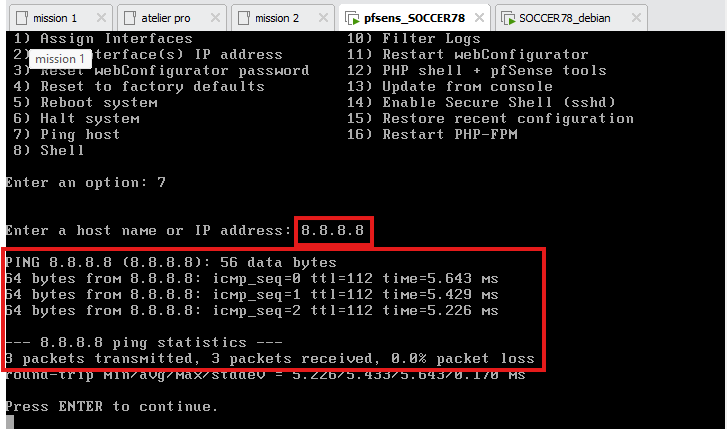 mission 1 atelier pro mission 2 pfsens_SOCCER78 SOCCER78_debian
1) Assign Interfaces 10) Filter Logs
2) nterface(s) IP address 11) Restart webConfigurator
mission 1
3) Reset webConfigurator password 12) PHP shell + pfSense tools
4) Reset to factory defaults 13) Update from console
5) Reboot system 14) Enable Secure Shell (sshd)
6) Halt system 15) Restore recent configuration
7) Ping host 16) Restart PHP-FPM
8) Shell
Enter an option: 7
Enter a host name or IP address: 8.8.8.8
PING 8.8.8.8 (8.8.8.8): 56 data bytes
64 bytes from 8.8.8.8: icmp_seq=0 ttl=112 time=5.643 ms
64 bytes from 8.8.8.8: icmp_seq=1 ttl=112 time=5.429 ms
64 bytes from 8.8.8.8: icmp_seq=2 ttl=112 time=5.226 ms
--- 8.8.8.8 ping statistics ---
3 packets transmitted, 3 packets received, 0.0% packet loss
round-trip min/avg/max/stddev = 5.226/5.433/5.643/0.170 ms
Press ENTER to continue.